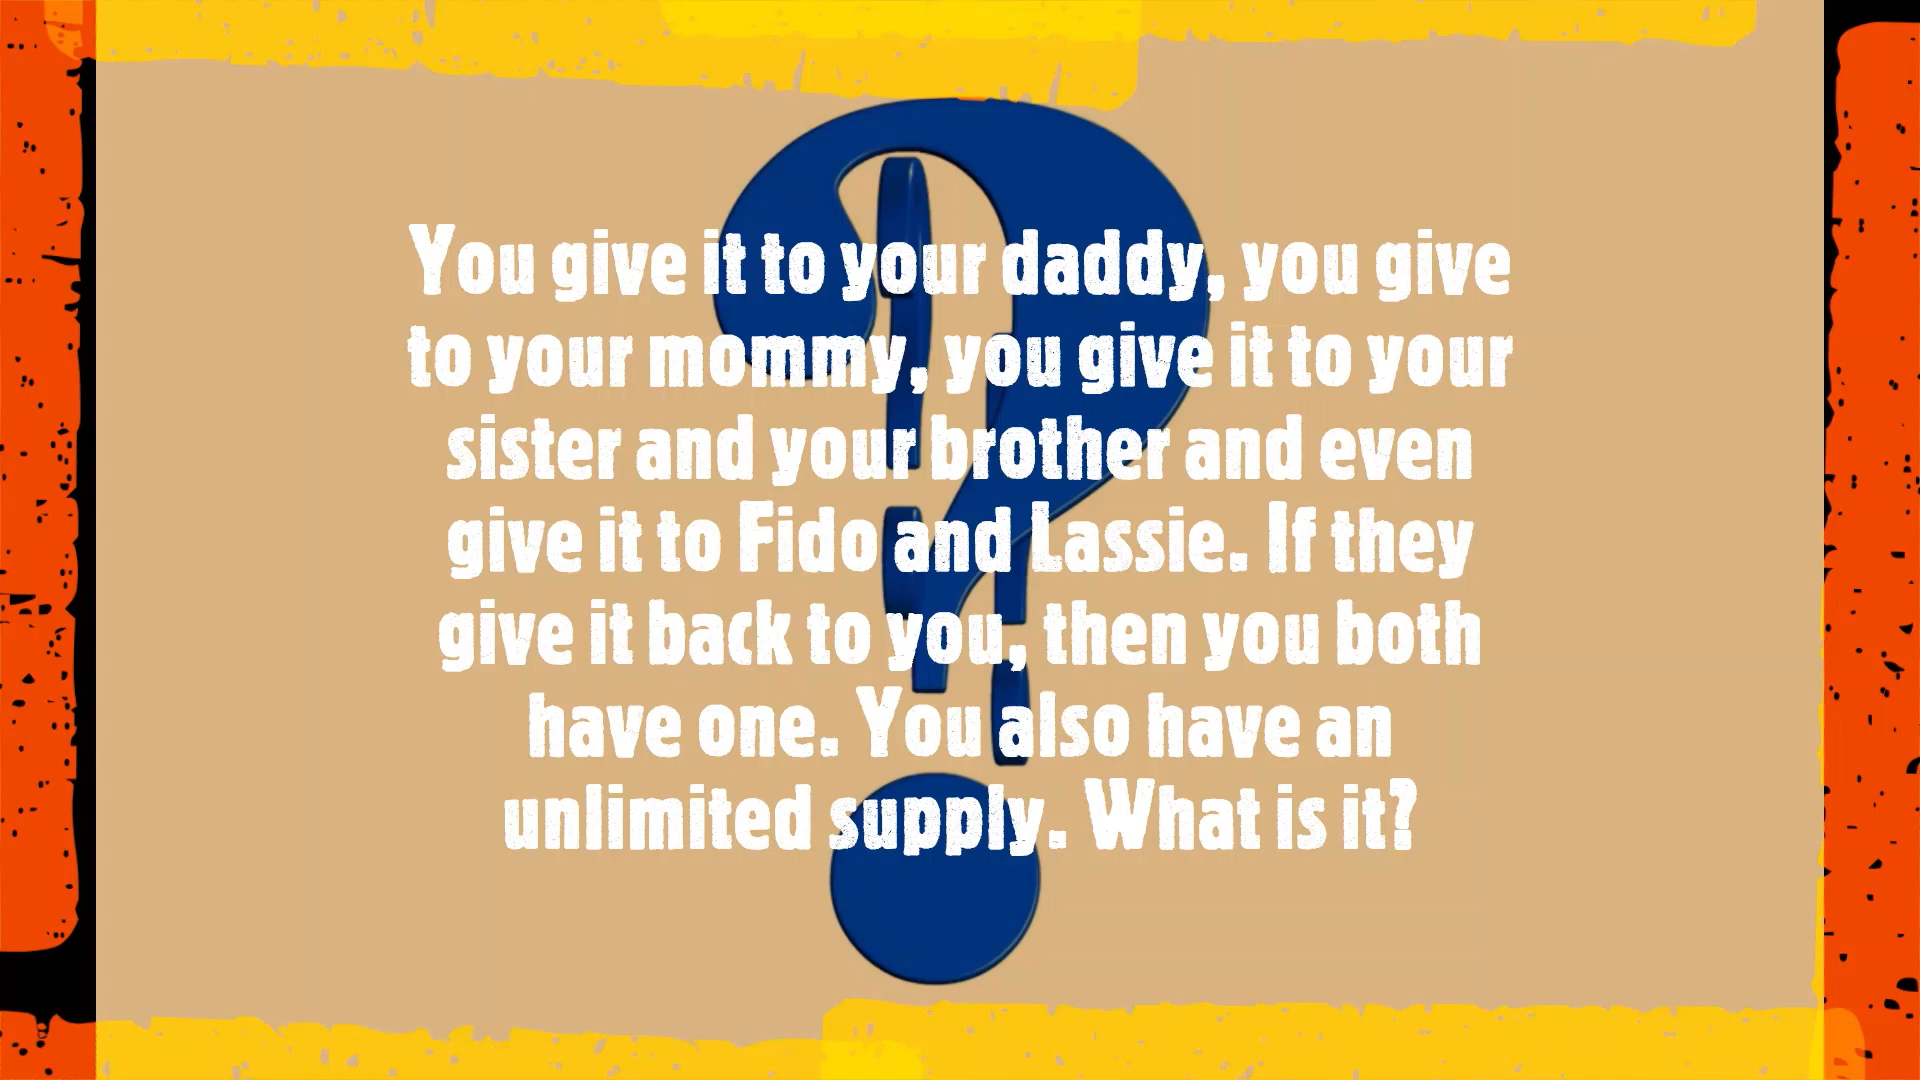 You give it to your daddy, you give
to your mommy, you give it to your
sister and your brother and even
give it to Fido and Lassie. If they
give it back to you, then you both
have one. You also have an
unlimited supply. What is it?